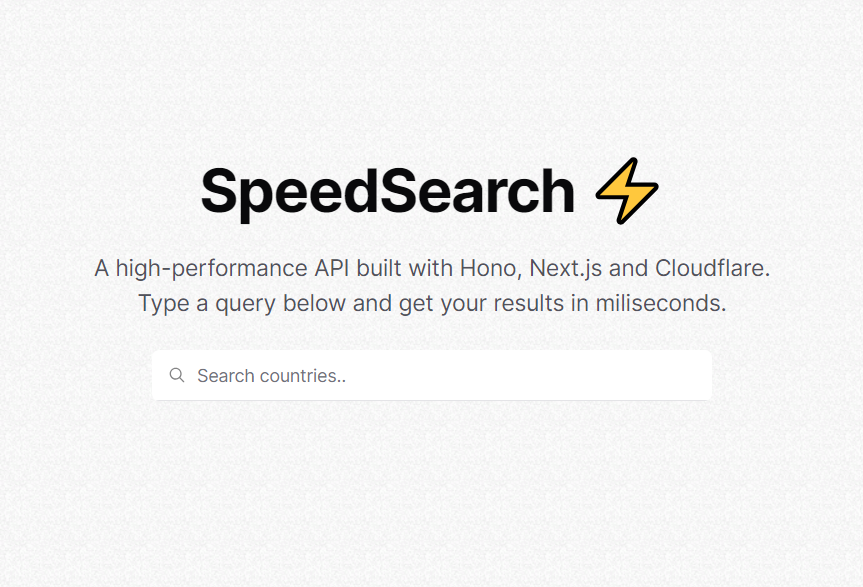 SpeedSearch ⚡
A high-performance API built with Hono, Next.js and Cloudflare.
Type a query below and get your results in miliseconds.
Search countries..